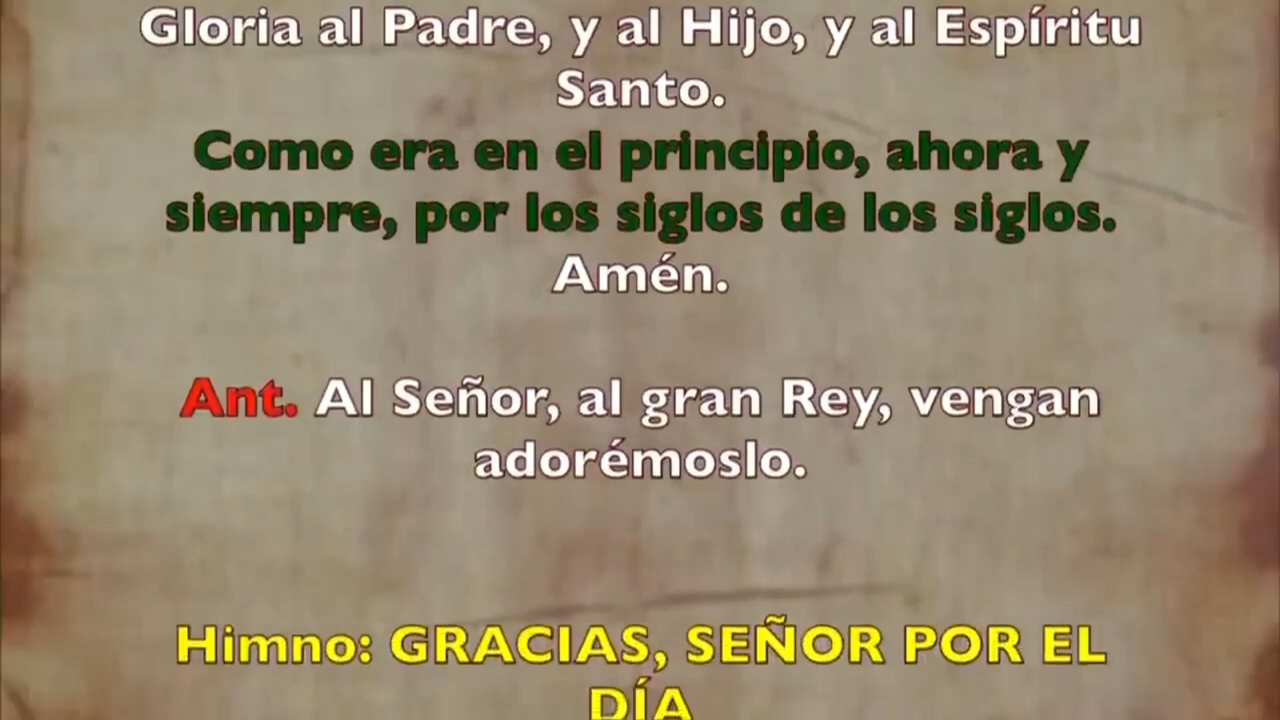 Gloria al Padre, y al Hijo, y al Espíritu
Santo.
Como era en el principio, ahora y
siempre, por los siglos de los siglos.
Amén.
Ant. Al Señor, al gran Rey, vengan
adorémoslo.
Himno: GRACIAS, SEÑOR POR EL
DÍA